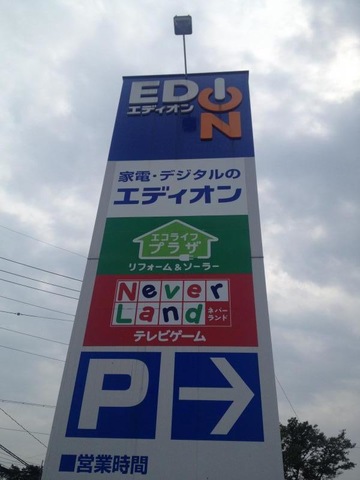 EDION
エディオン
家電・デジタルの
エディオン
エコライフ
プラザ
リフォーム&ソーラー
Never
Land
ネバー
ランド
テレビゲーム
P
■営業時間